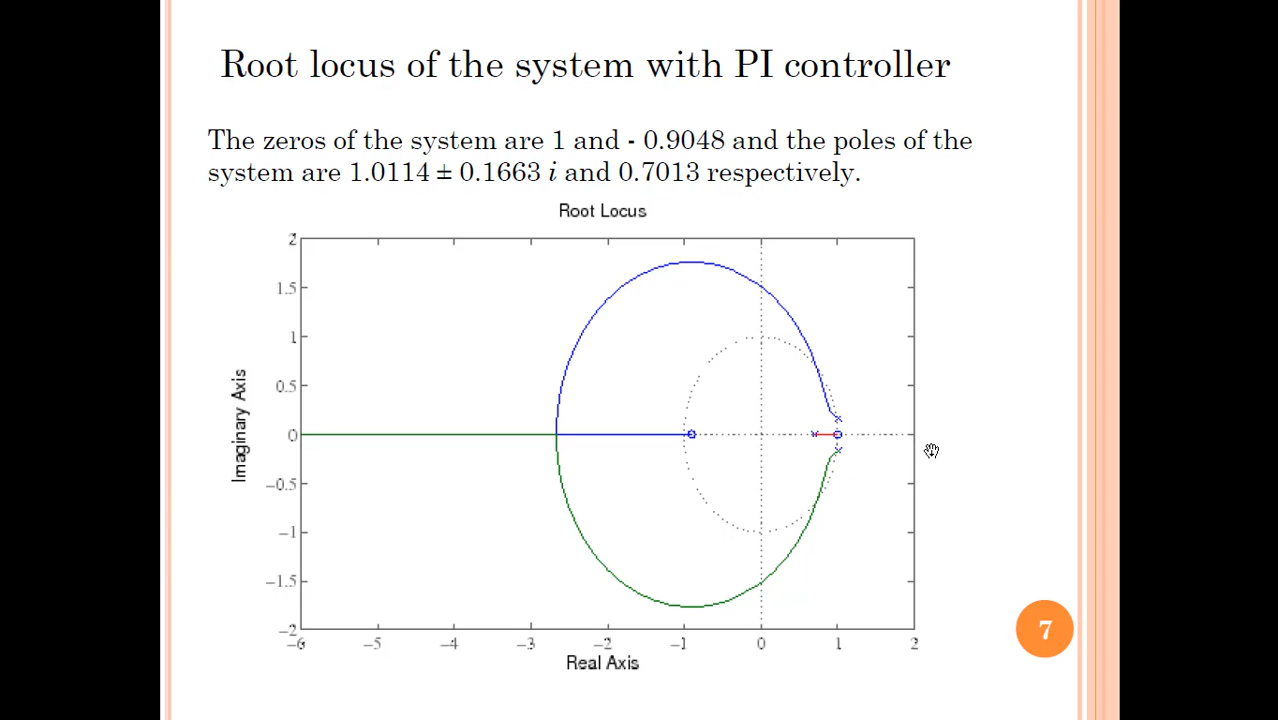 Root locus of the system with PI controller
The zeros of the system are 1 and - 0.9048 and the poles of the
system are 1.0114 ± 0.1663 i and 0.7013 respectively.
Root Locus
2
1.5
1
0.5
0
−0.5
−1
−1.5
−2
Imaginary Axis
−6 −5 −4 −3 −2 −1 0 1 2
Real Axis
7